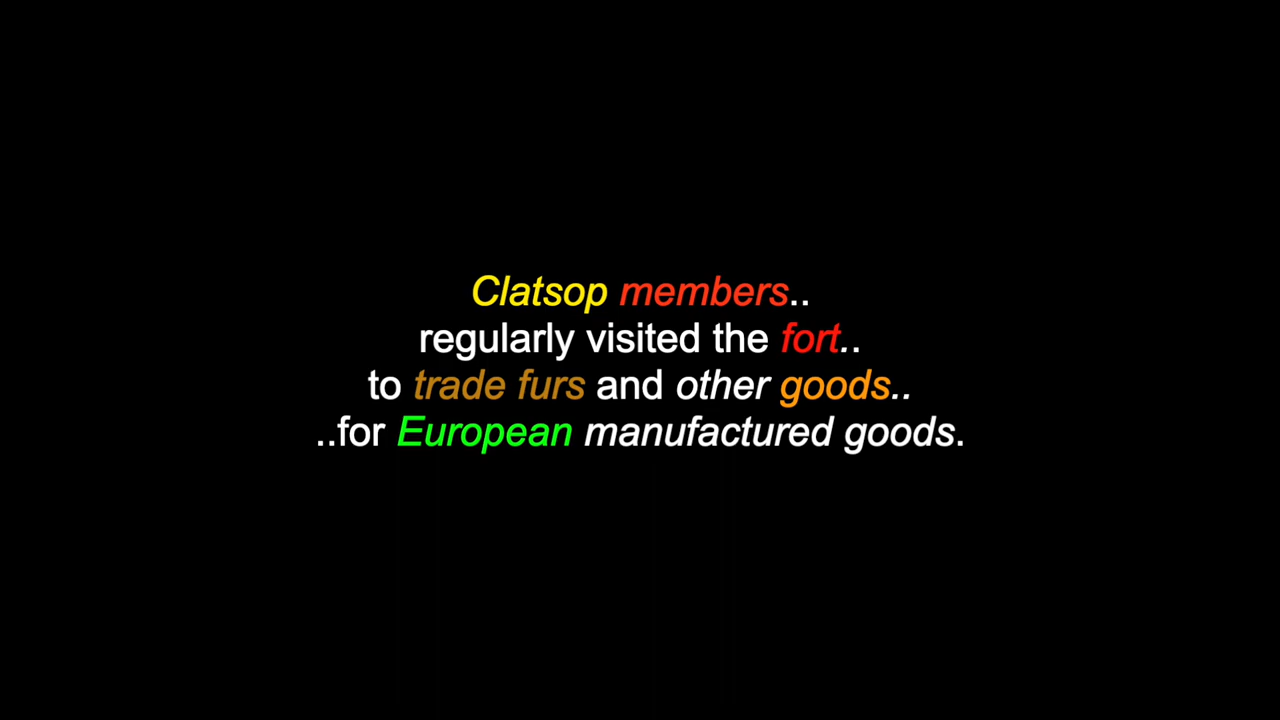 Clatsop members..
regularly visited the fort..
to trade furs and other goods..
..for European manufactured goods.